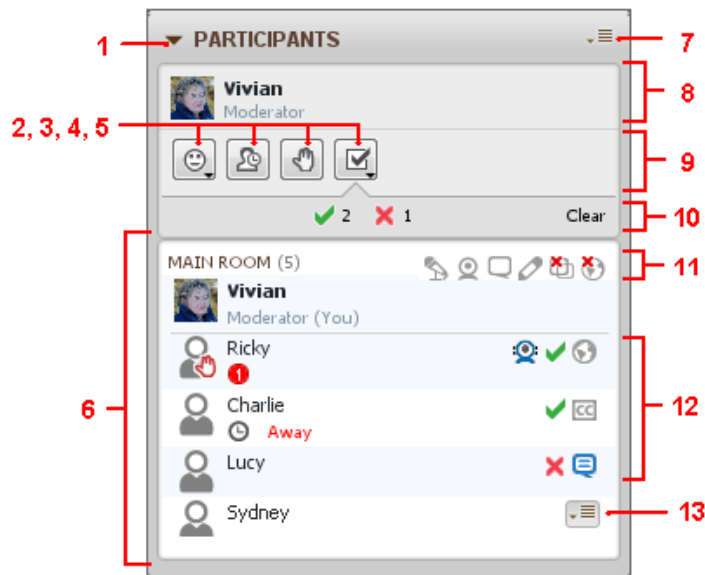 1 PARTICIPANTS 7
Vivian
Moderator
8
2, 3, 4, 5
9
2 1 Clear
10
MAIN ROOM (5)
11
Vivian
Moderator (You)
Ricky
1
12
6
Charlie
CC
Away
Lucy
Sydney
13